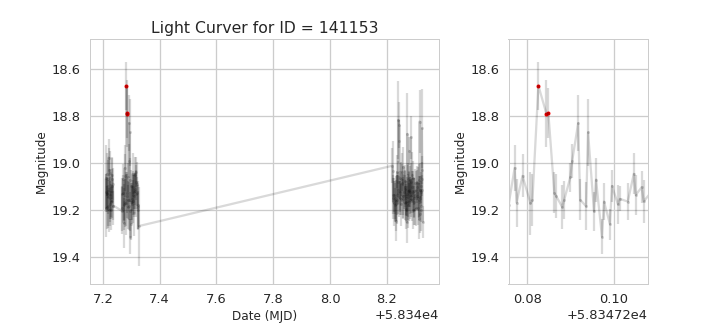 Light Curver for ID = 141153
Magnitude
18.6
18.8
19.0
19.2
19.4
7.2 7.4 7.6 7.8 8.0 8.2
Date (MJD)
+5.834e4
Magnitude
18.6
18.8
19.0
19.2
19.4
0.08 0.10
+5.83472e4